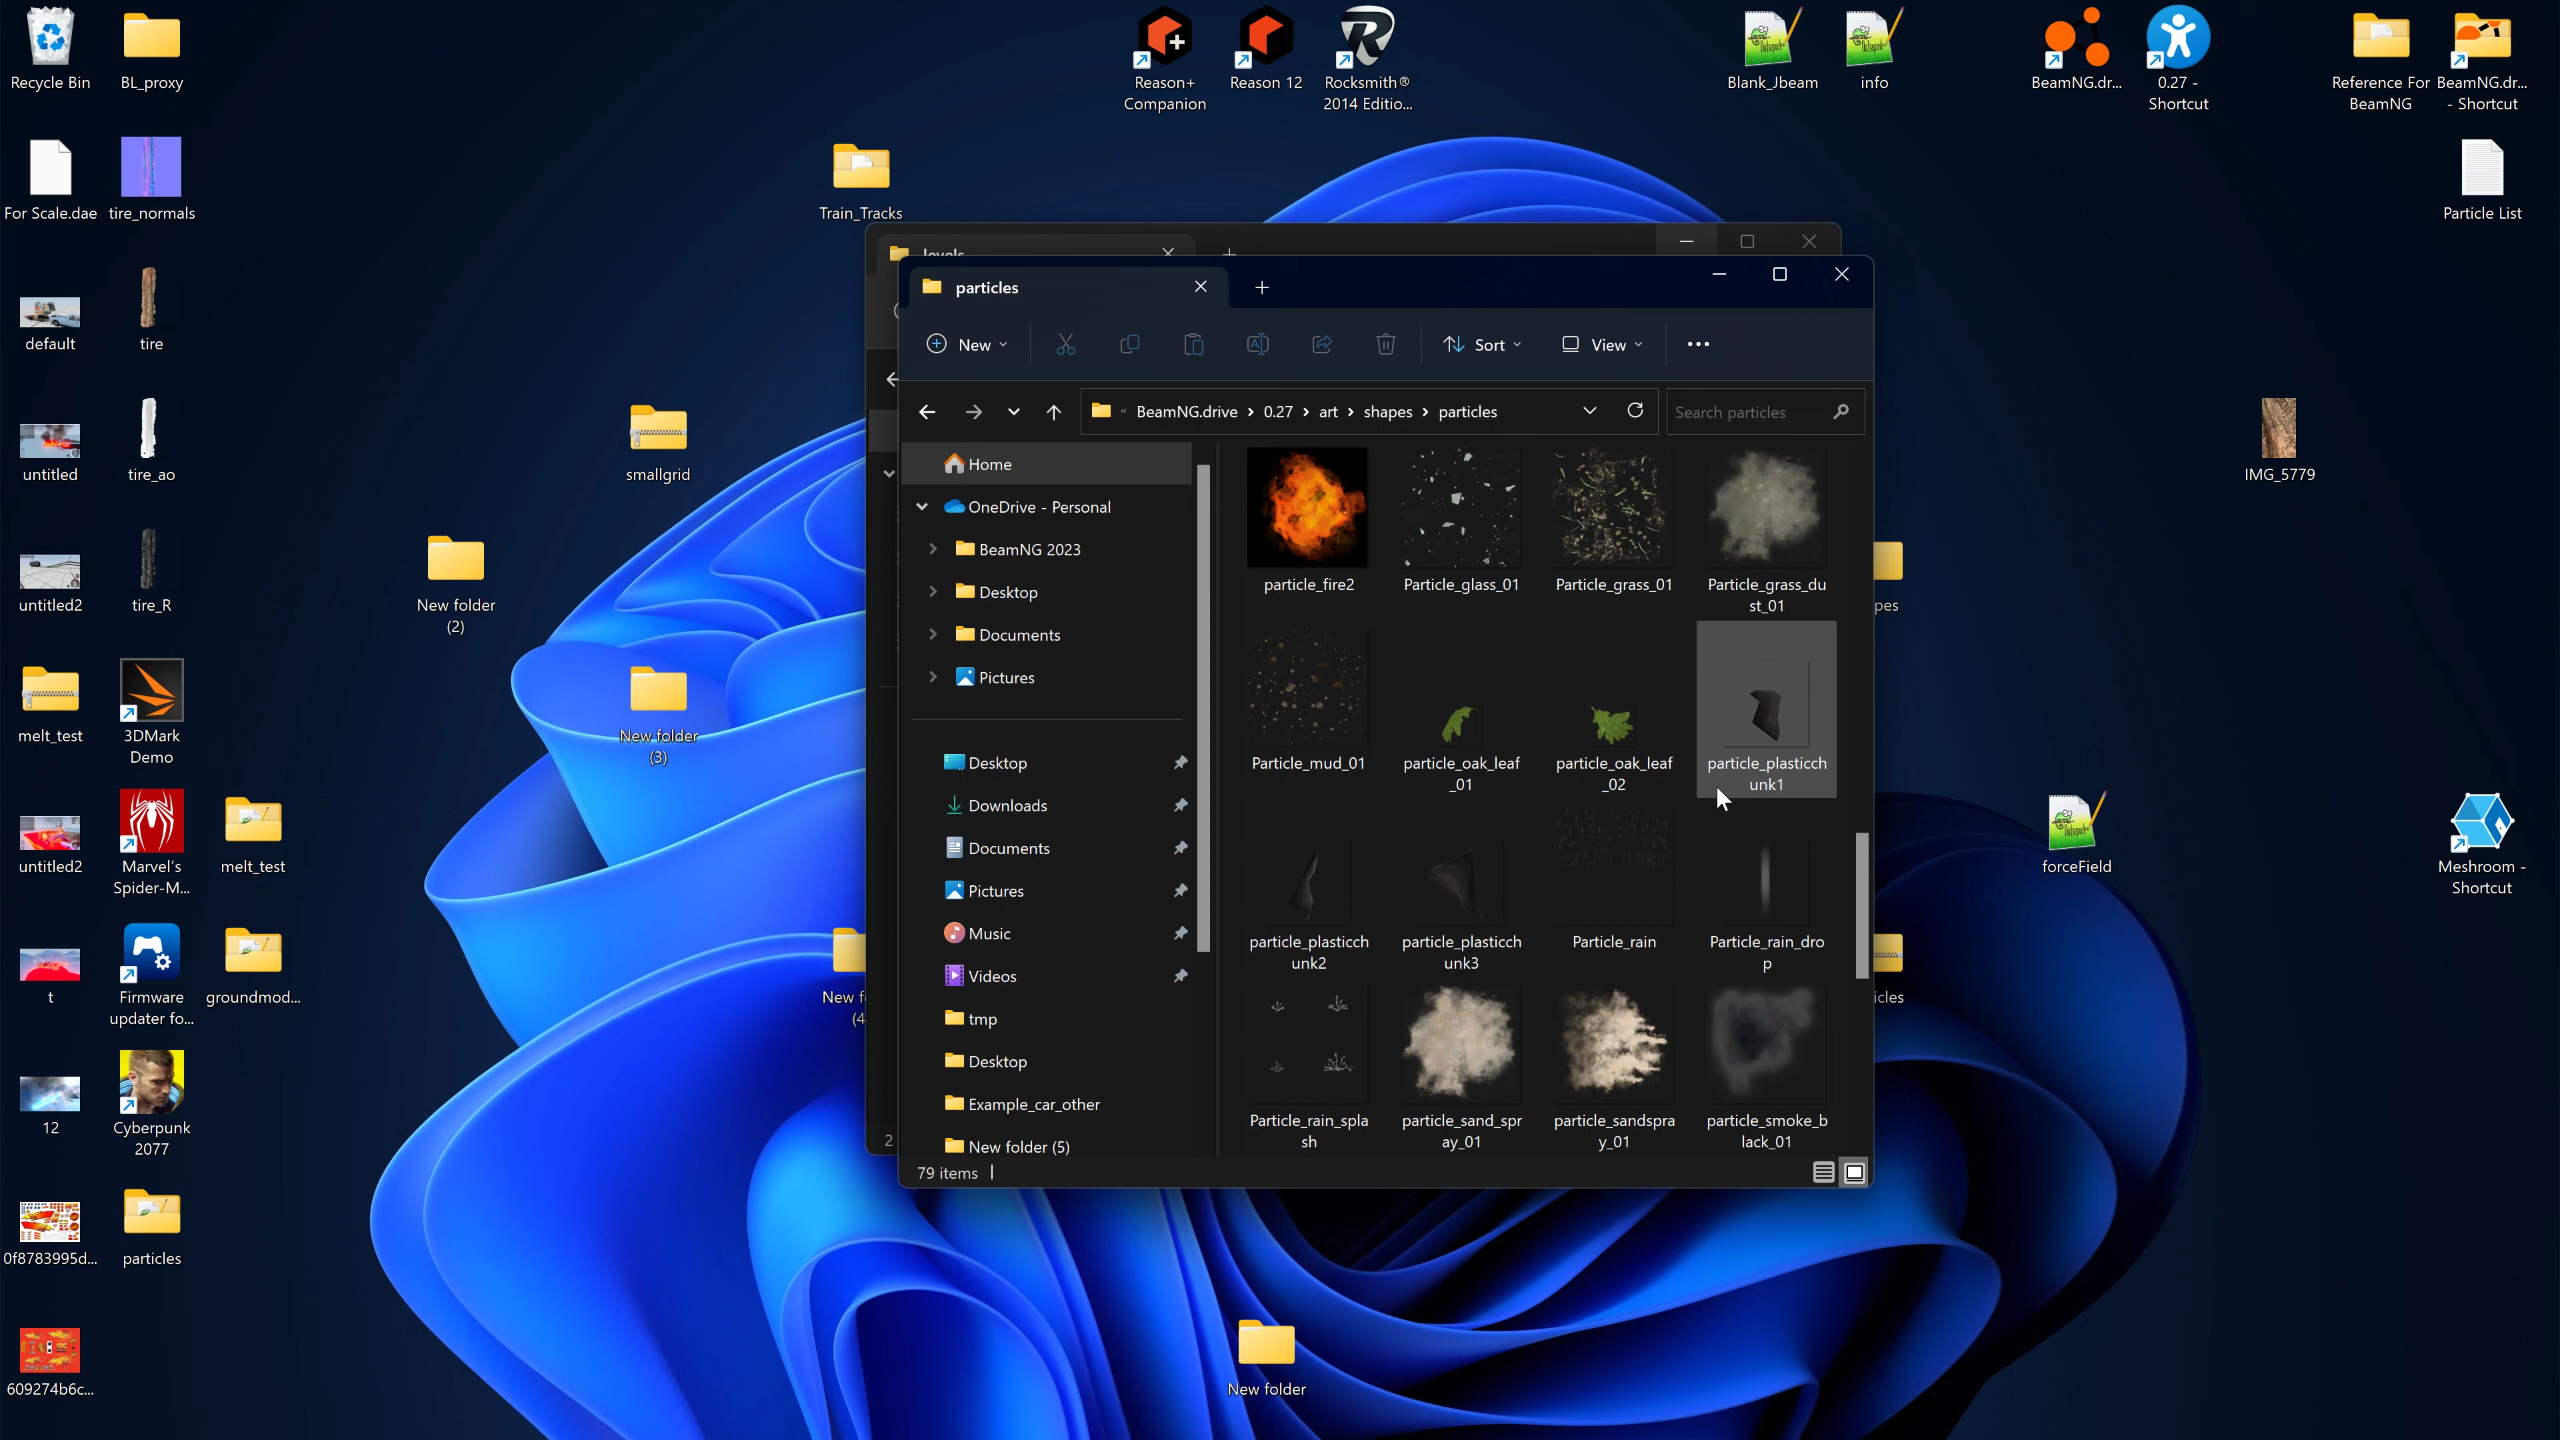 Recycle Bin
BL_proxy
Reason+
Companion
Reason 12
Rocksmith®
2014 Editio...
Blank_Jbeam
info
BeamNG.dr...
0.27 -
Shortcut
Reference For
BeamNG
BeamNG.dr...
- Shortcut
For Scale.dae
tire_normals
Train_Tracks
Particle List
default
tire
untitled
tire_ao
smallgrid
IMG_5779
untitled2
tire_R
New folder
(2)
melt_test
3DMark
Demo
New folder
(3)
untitled2
Marvel's
Spider-M...
melt_test
forceField
Meshroom -
Shortcut
t
Firmware
updater fo...
groundmod...
New f
(4
12
Cyberpunk
2077
0f8783995d...
particles
609274b6c...
New folder
pes
icles
levels
2
particles
New
Sort
View
BeamNG.drive
0.27
art
shapes
particles
Search particles
Home
OneDrive - Personal
BeamNG 2023
Desktop
Documents
Pictures
Desktop
Downloads
Documents
Pictures
Music
Videos
tmp
Desktop
Example_car_other
New folder (5)
particle_fire2
Particle_glass_01
Particle_grass_01
Particle_grass_du
st_01
Particle_mud_01
particle_oak_leaf
_01
particle_oak_leaf
_02
particle_plasticch
unk1
particle_plasticch
unk2
particle_plasticch
unk3
Particle_rain
Particle_rain_dro
p
Particle_rain_spla
sh
particle_sand_spr
ay_01
particle_sandspra
y_01
particle_smoke_b
lack_01
79 items